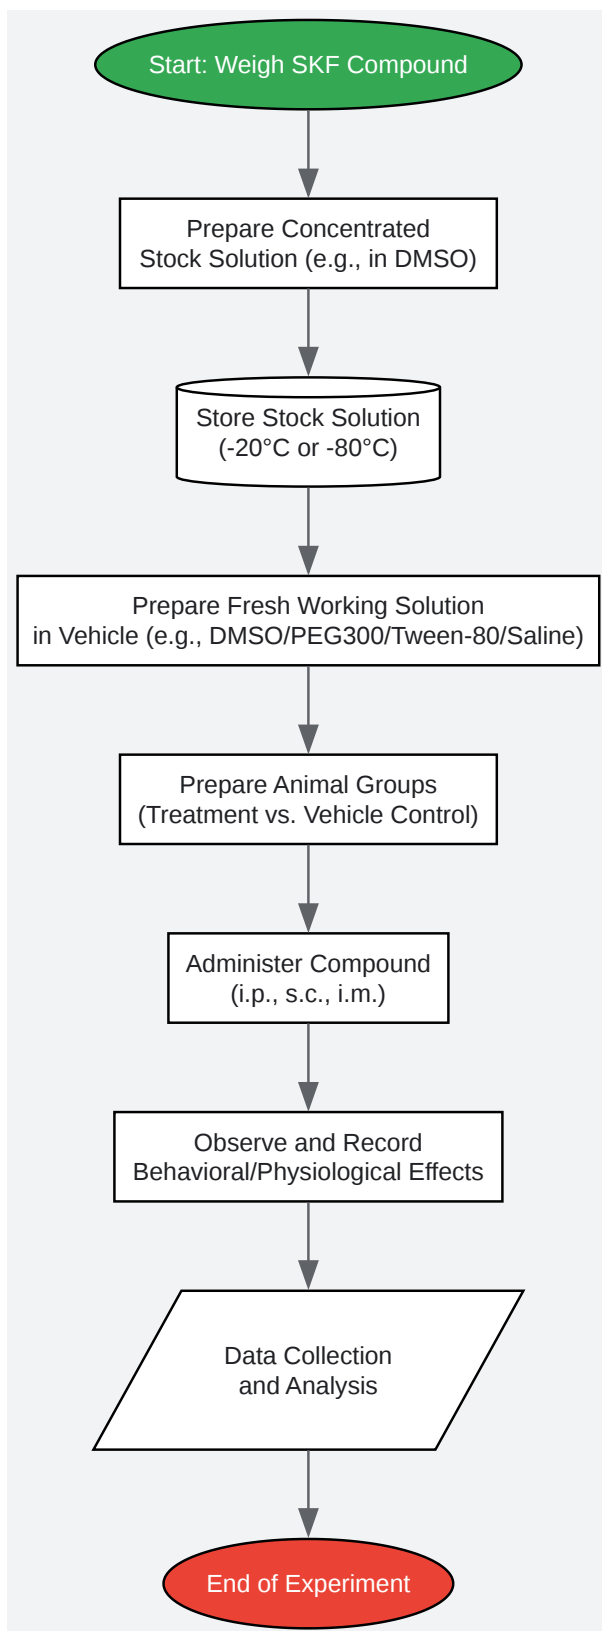 Start: Weigh SKF Compound
Prepare Concentrated
Stock Solution (e.g., in DMSO)
Store Stock Solution
(-20°C or -80°C)
Prepare Fresh Working Solution
in Vehicle (e.g., DMSO/PEG300/Tween-80/Saline)
Prepare Animal Groups
(Treatment vs. Vehicle Control)
Administer Compound
(i.p., s.c., i.m.)
Observe and Record
Behavioral/Physiological Effects
Data Collection
and Analysis
End of Experiment